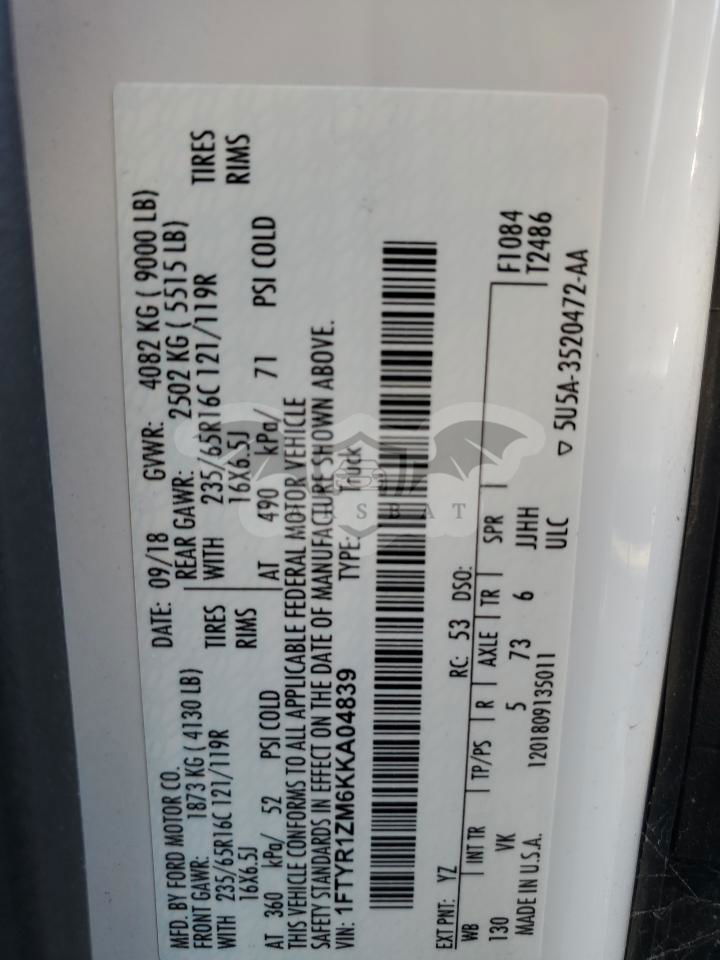 MFD. BY FORD MOTOR CO. DATE: 09/18 GVWR: 4082 KG ( 9000 LB)
FRONT GAWR: 1873 KG ( 4130 LB) REAR GAWR: 2502 KG ( 5515 LB)
WITH 235/65R16C 121/119R TIRES WITH 235/65R16C 121/119R TIRES
16X6.5J RIMS 16X6.5J RIMS
AT 360 kPa/ 52 PSI COLD AT 490 kPa/ 71 PSI COLD
THIS VEHICLE CONFORMS TO ALL APPLICABLE FEDERAL MOTOR VEHICLE
SAFETY STANDARDS IN EFFECT ON THE DATE OF MANUFACTURE SHOWN ABOVE.
VIN: 1FTYR1ZM6KKA04839 TYPE: Truck
EXT PNT: YZ RC: 53 DSO:
WB INT TR TP/PS R AXLE TR SPR F1084
130 VK 5 73 6 JJHH T2486
MADE IN U.S.A. 1201809135011 ULC
▽ 5U5A-3520472-AA